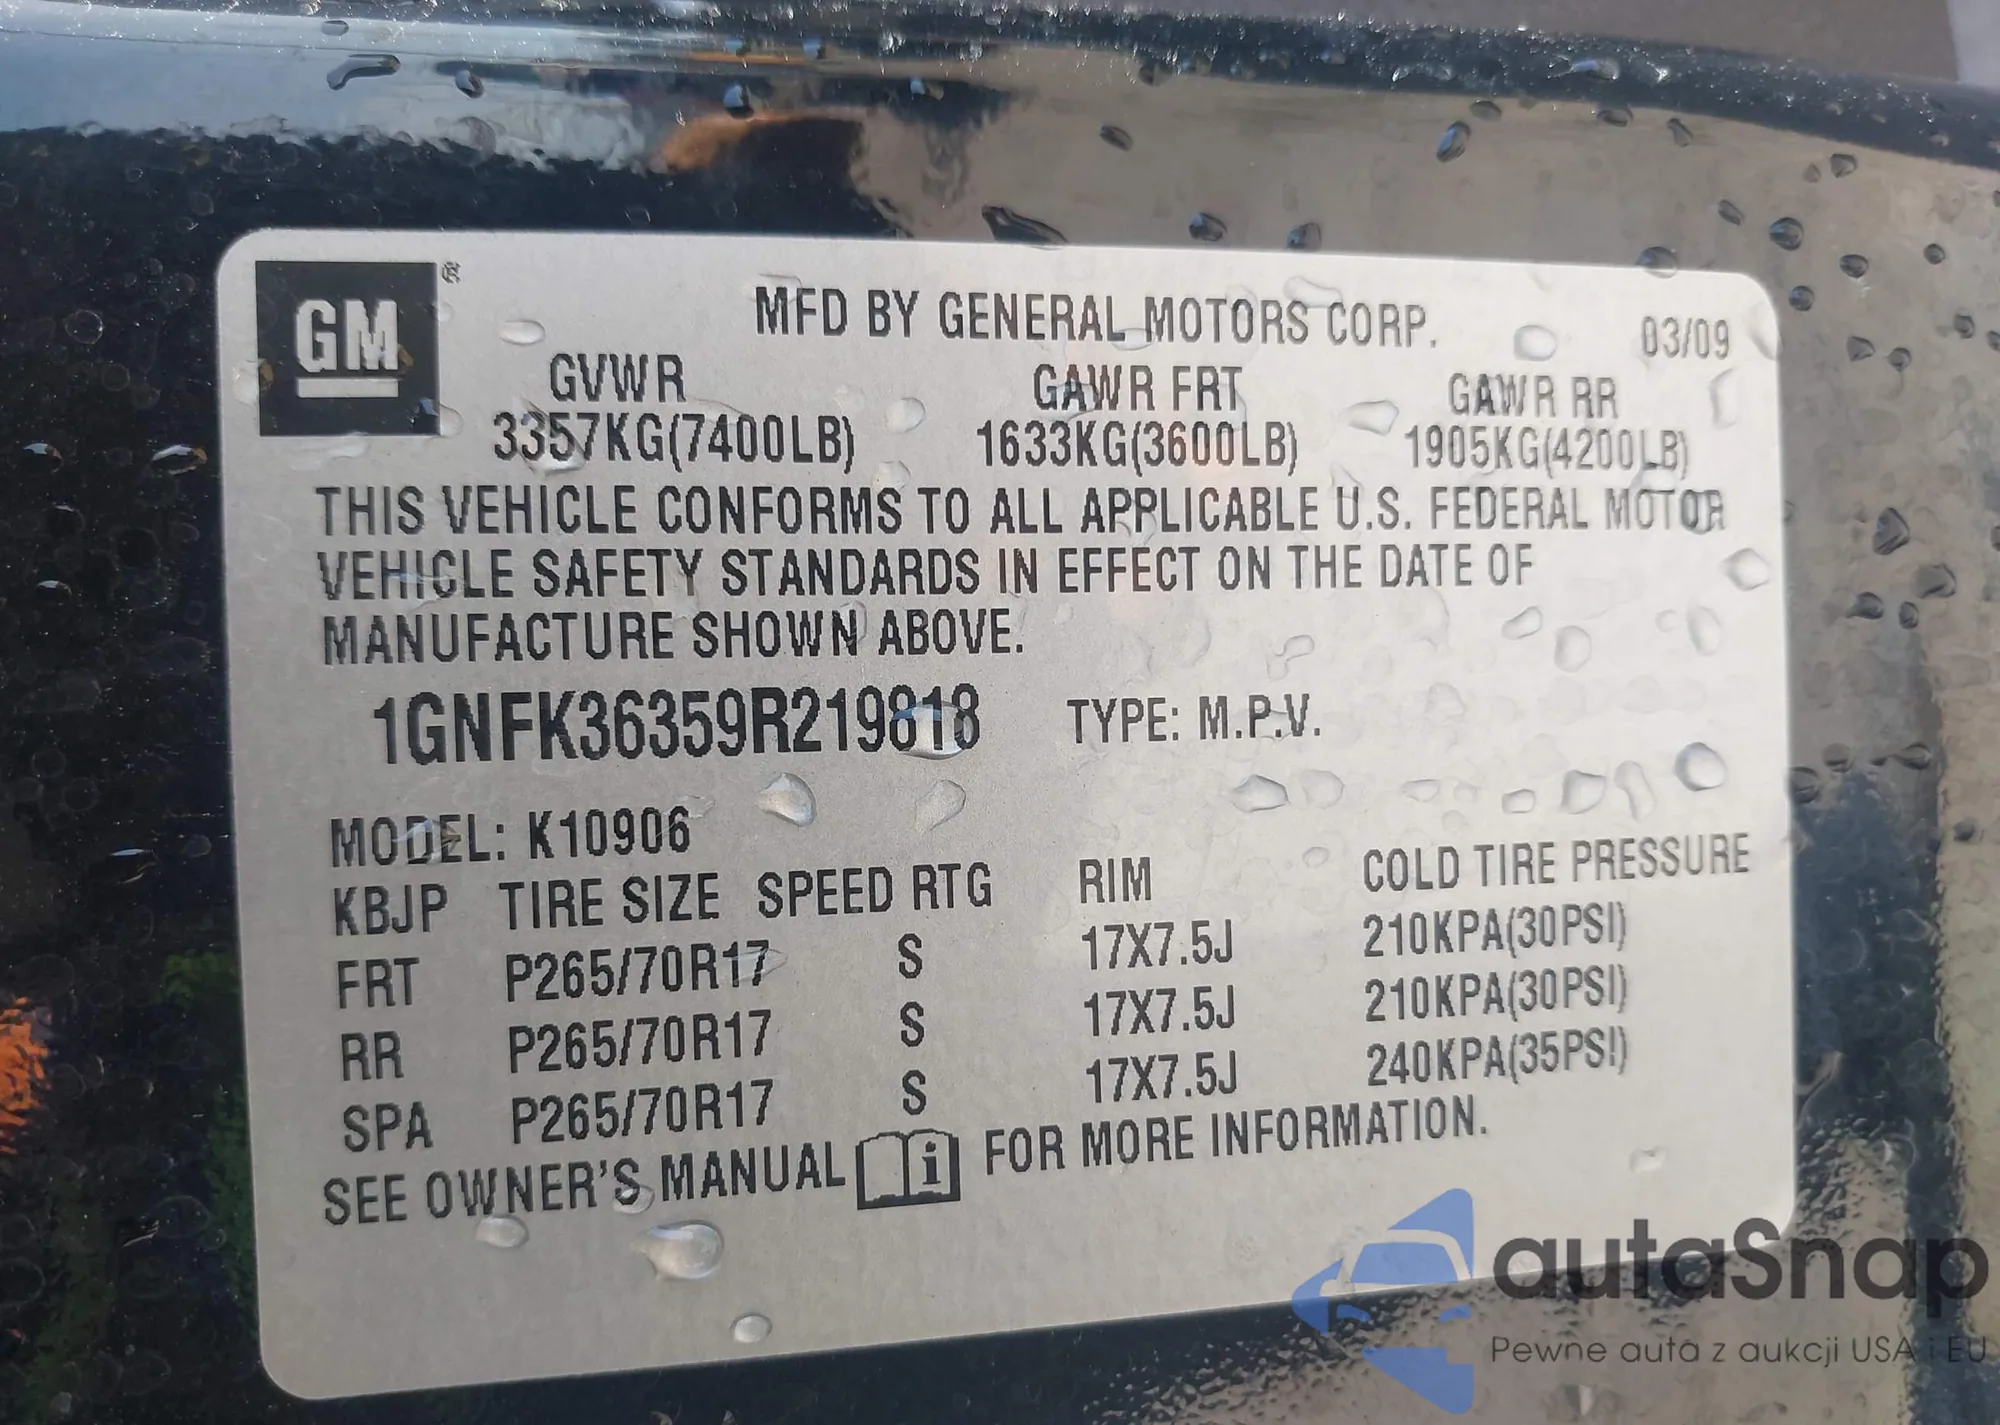 GM ®
MFD BY GENERAL MOTORS CORP. 03/09
GVWR GAWR FRT GAWR RR
3357KG(7400LB) 1633KG(3600LB) 1905KG(4200LB)
THIS VEHICLE CONFORMS TO ALL APPLICABLE U.S. FEDERAL MOTOR
VEHICLE SAFETY STANDARDS IN EFFECT ON THE DATE OF
MANUFACTURE SHOWN ABOVE.
1GNFK36359R219818 TYPE: M.P.V.
MODEL: K10906
KBJP TIRE SIZE SPEED RTG RIM COLD TIRE PRESSURE
FRT P265/70R17 S 17X7.5J 210KPA(30PSI)
RR P265/70R17 S 17X7.5J 210KPA(30PSI)
SPA P265/70R17 S 17X7.5J 240KPA(35PSI)
SEE OWNER'S MANUAL i FOR MORE INFORMATION.
autaSnap
Pewne auta z aukcji USA i EU